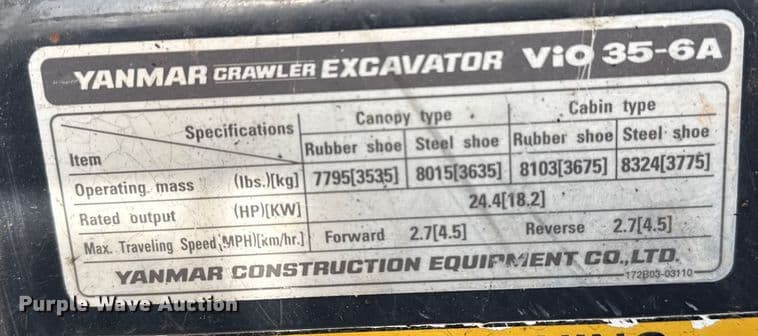 YANMAR CRAWLER EXCAVATOR ViO 35-6A
Specifications
Item
Canopy type
Cabin type
Rubber shoe Steel shoe Rubber shoe Steel shoe
Operating mass (lbs.)[kg] 7795[3535] 8015[3635] 8103[3675] 8324[3775]
Rated output (HP)[KW] 24.4[18.2]
Max. Traveling Speed(MPH)[km/hr.] Forward 2.7[4.5] Reverse 2.7[4.5]
YANMAR CONSTRUCTION EQUIPMENT CO.,LTD.
172B03-03110
Purple Wave Auction